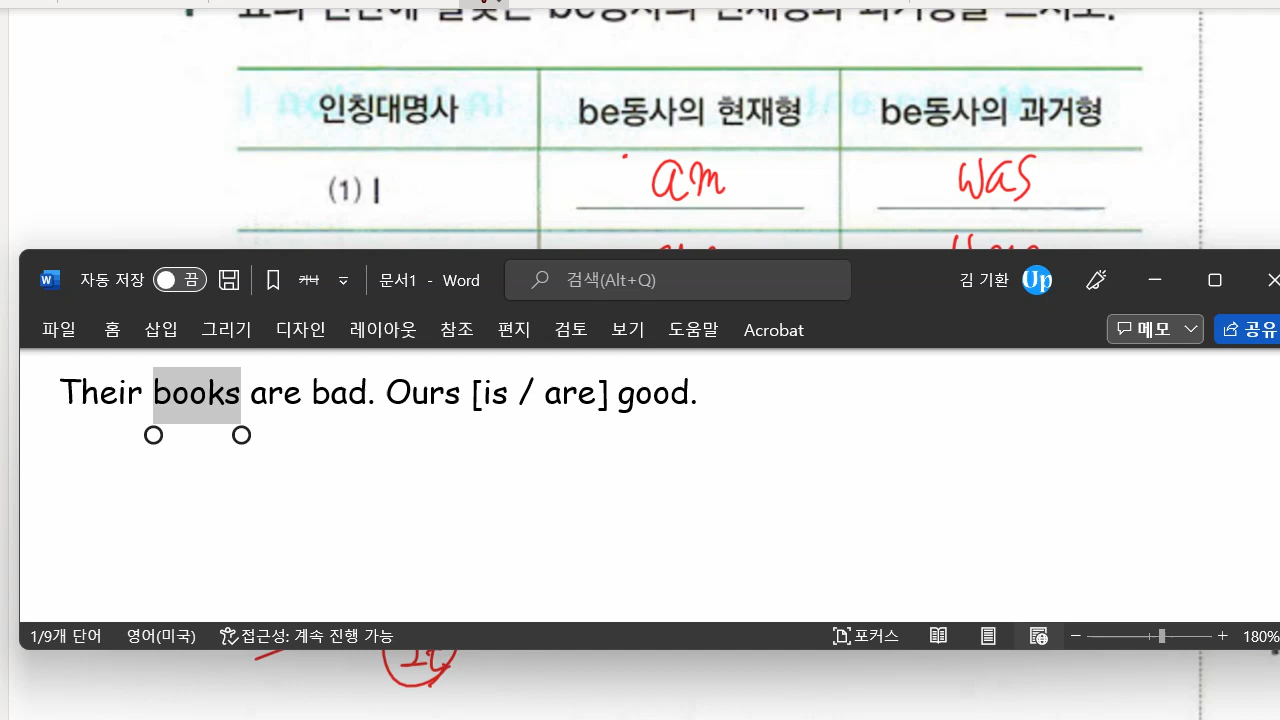 표의 빈칸에 알맞은 be동사의 현재형과 과거형을 쓰시오.
인칭대명사 be동사의 현재형 be동사의 과거형
(1) I am was
자동 저장 끔 가나 문서1 - Word 검색(Alt+Q) 김 기환 Up
파일 홈 삽입 그리기 디자인 레이아웃 참조 편지 검토 보기 도움말 Acrobat 메모 공유
Their books are bad. Ours [is / are] good.
1/9개 단어 영어(미국) 접근성: 계속 진행 가능 포커스 180%